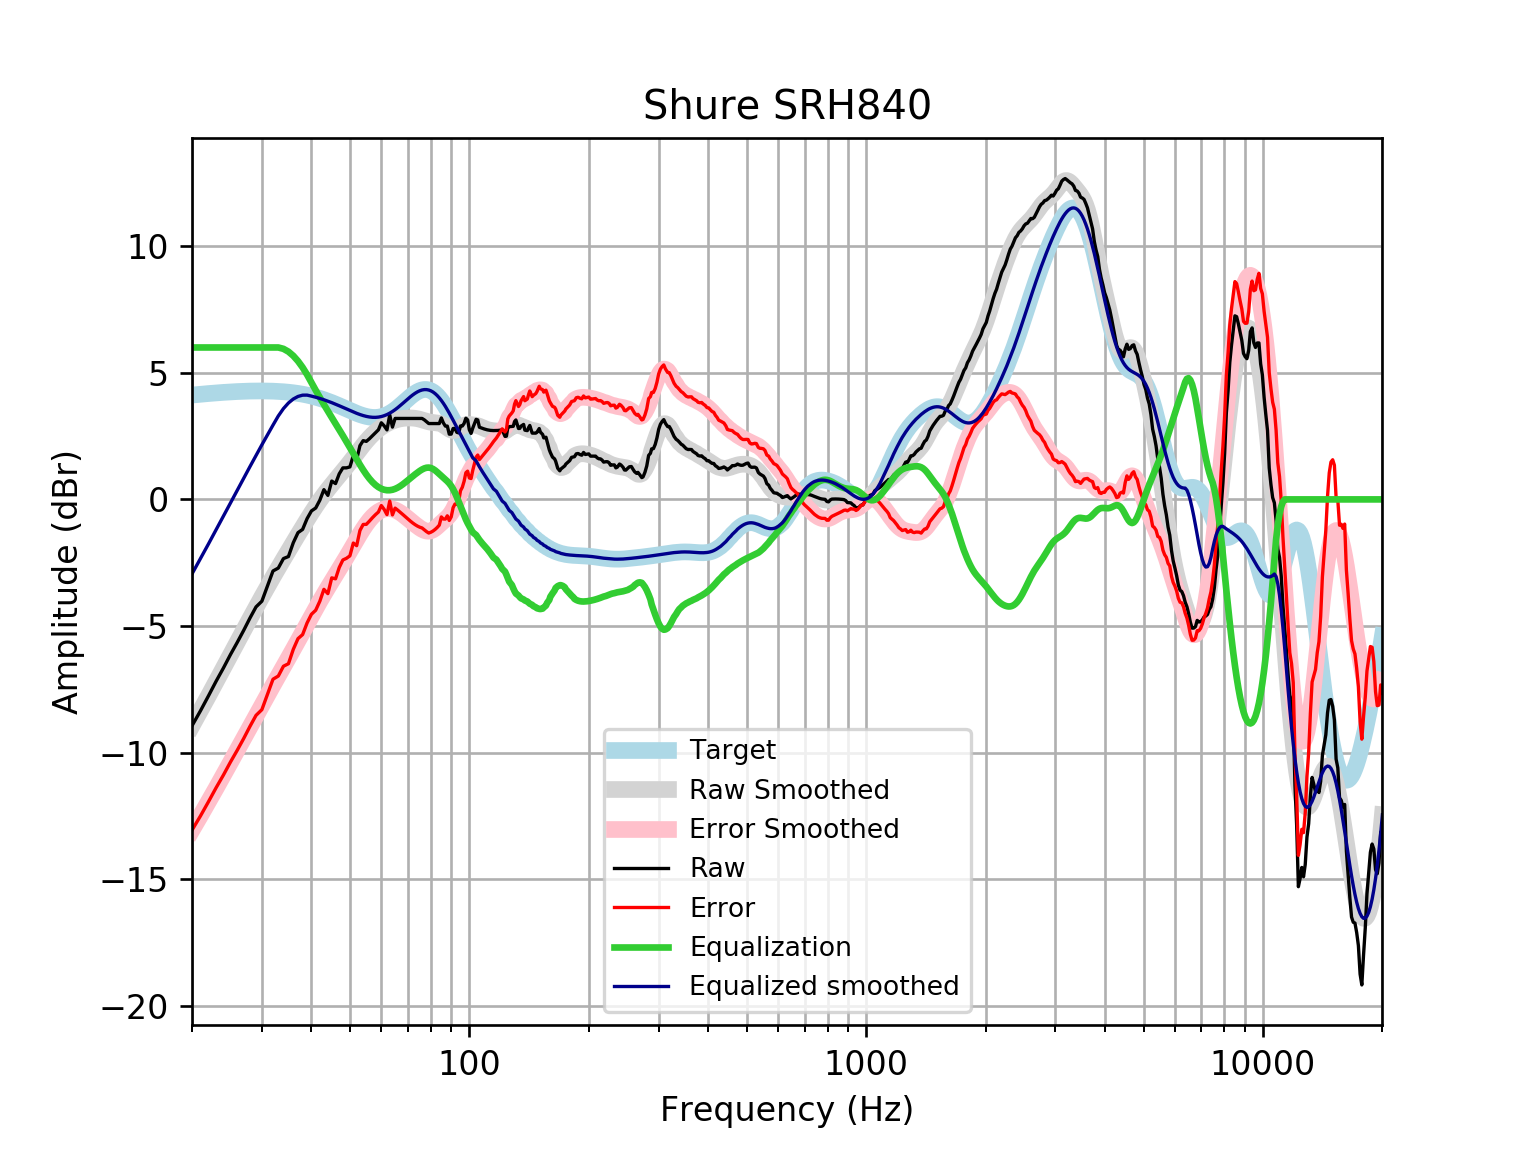 Shure SRH840
Amplitude (dBr)
10
5
0
−5
−10
−15
−20
Target
Raw Smoothed
Error Smoothed
Raw
Error
Equalization
Equalized smoothed
100
1000
10000
Frequency (Hz)